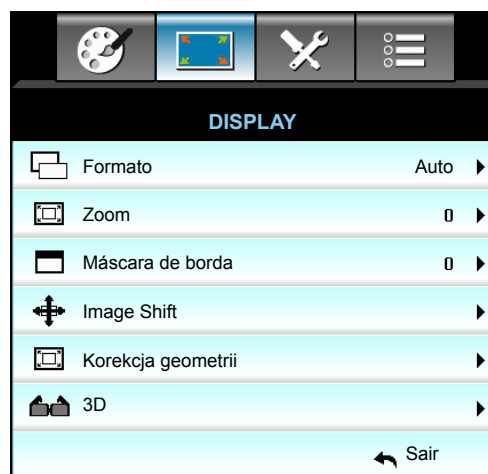 DISPLAY
Formato Auto
Zoom 0
Máscara de borda 0
Image Shift
Korekcja geometrii
3D
Sair